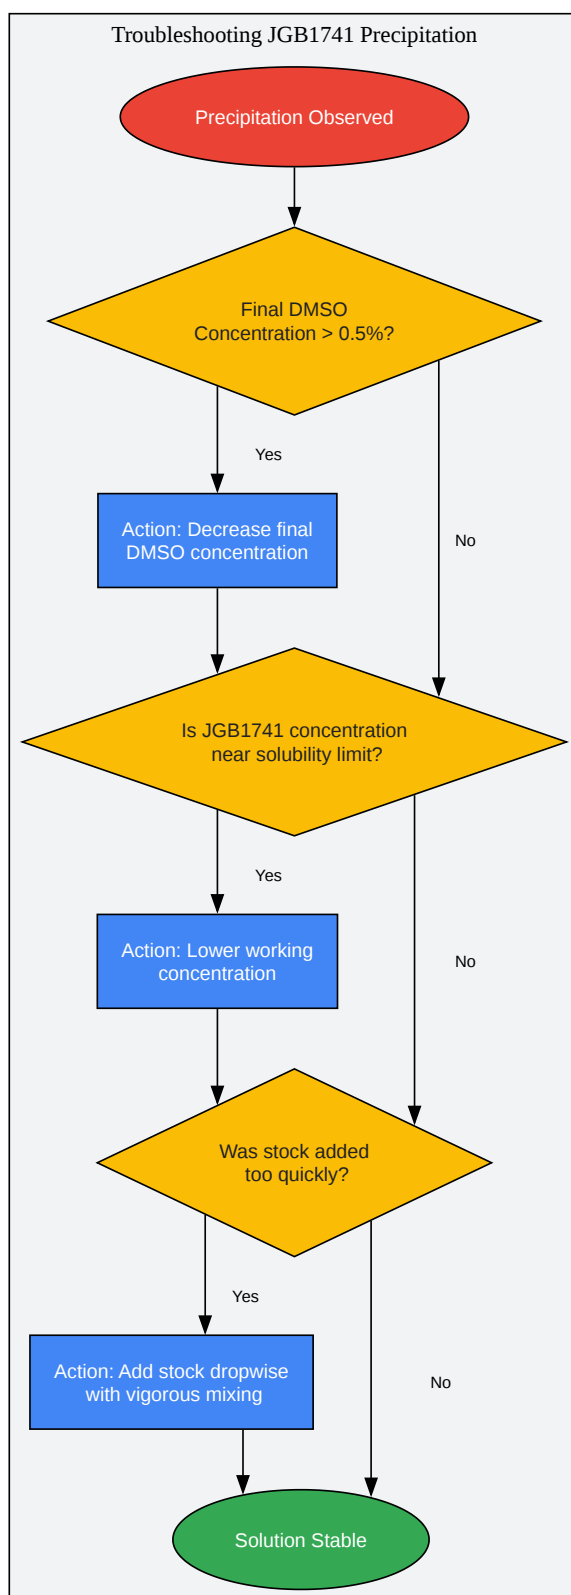 Troubleshooting JGB1741 Precipitation
Precipitation Observed
Final DMSO
Concentration > 0.5%?
Yes
Action: Decrease final
DMSO concentration
No
Is JGB1741 concentration
near solubility limit?
Yes
Action: Lower working
concentration
No
Was stock added
too quickly?
Yes
Action: Add stock dropwise
with vigorous mixing
No
Solution Stable